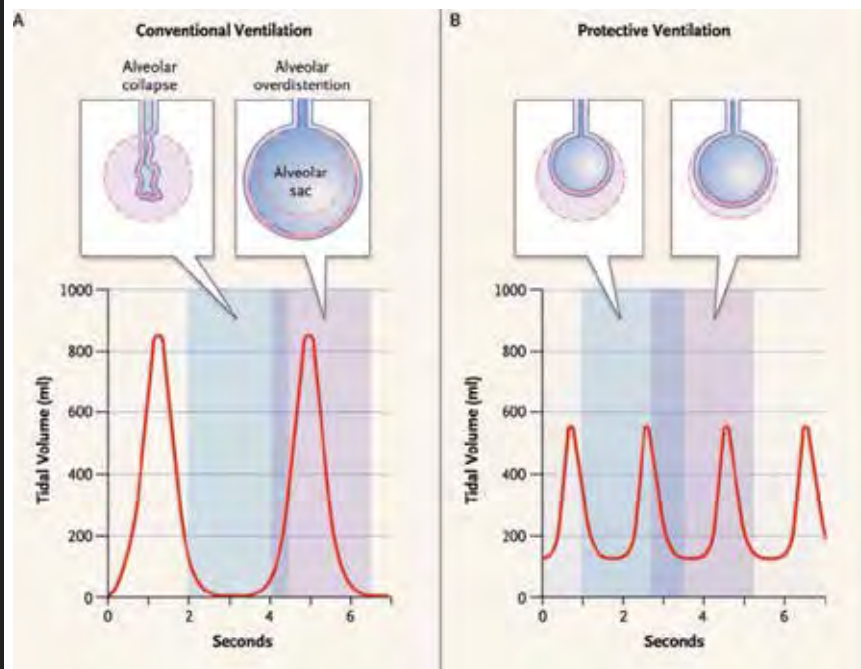 A
Conventional Ventilation
Alveolar
collapse
Alveolar
overdistention
Alveolar
sac
1000
800
600
400
200
0
Tidal Volume (ml)
0
2
4
6
Seconds
B
Protective Ventilation
1000
800
600
400
200
0
Tidal Volume (ml)
0
2
4
6
Seconds